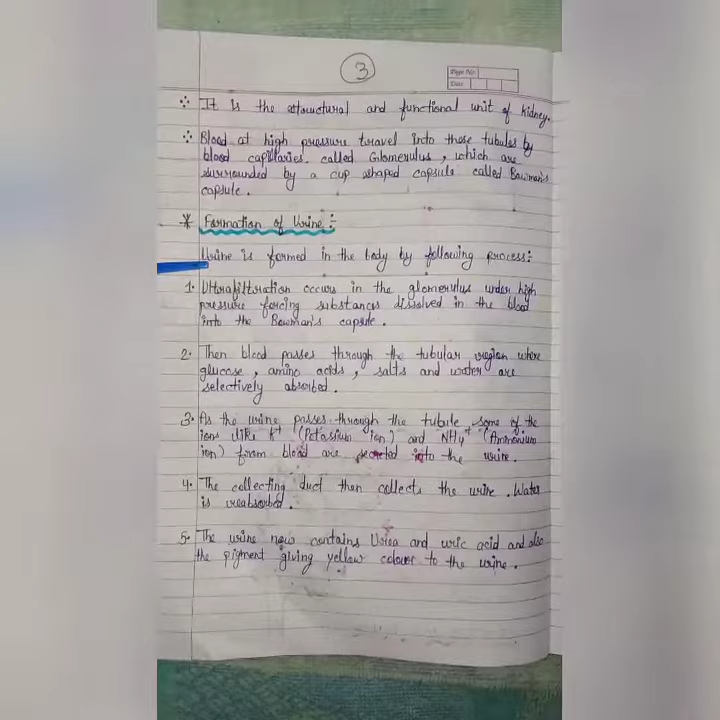 3
Page No.
Date
∵ It is the structural and functional unit of kidney.
∵ Blood at high pressure travel into these tubules by
blood capillaries. called Glomerulus, which are
surrounded by a cup shaped capsule called Bowman's
capsule.
* Formation of Urine :-
Urine is formed in the body by following process:-
1. Ultrafiltration occurs in the glomerulus under high
pressure forcing substances dissolved in the blood
into the Bowman's capsule.
2. Then blood passes through the tubular region where
glucose, amino acids, salts and water are
selectively absorbed.
3. As the urine passes through the tubule some of the
ions like K⁺ (Potassium ion) and NH4⁺ (Ammonium
ion) from blood are secreted into the urine.
4. The collecting duct then collects the urine. Water
is reabsorbed.
5. The urine now contains Urea and uric acid and also
the pigment giving yellow colour to the urine.